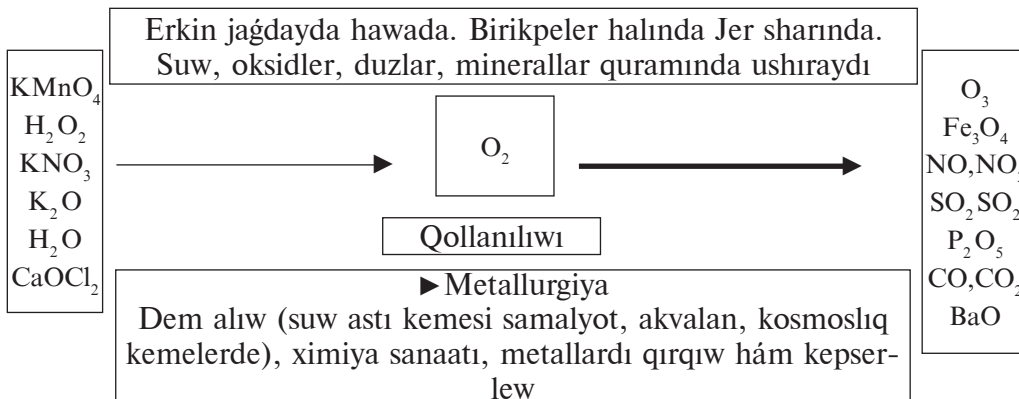 Erkin jaǵdayda hawada. Birikpeler halında Jer sharında.
Suw, oksidler, duzlar, minerallar quramında ushıraydı
KMnO₄
H₂O₂
KNO₃
K₂O
H₂O
CaOCl₂
O₂
Qollanılıwı
►Metallurgiya
Dem alıw (suw astı kemesi samalyot, akvalan, kosmoslıq
kemelerde), ximiya sanaatı, metallardı qırqıw hám kepser-
lew
O₃
Fe₃O₄
NO,NO₂
SO₂ SO₂
P₂O₅
CO,CO₂
BaO